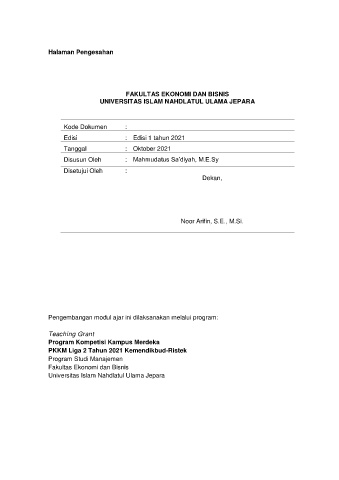 Halaman Pengesahan
FAKULTAS EKONOMI DAN BISNIS
UNIVERSITAS ISLAM NAHDLATUL ULAMA JEPARA
Kode Dokumen :
Edisi : Edisi 1 tahun 2021
Tanggal : Oktober 2021
Disusun Oleh : Mahmudatus Sa'diyah, M.E.Sy
Disetujui Oleh :
Dekan,
Noor Arifin, S.E., M.Si.
Pengembangan modul ajar ini dilaksanakan melalui program:
Teaching Grant
Program Kompetisi Kampus Merdeka
PKKM Liga 2 Tahun 2021 Kemendikbud-Ristek
Program Studi Manajemen
Fakultas Ekonomi dan Bisnis
Universitas Islam Nahdlatul Ulama Jepara